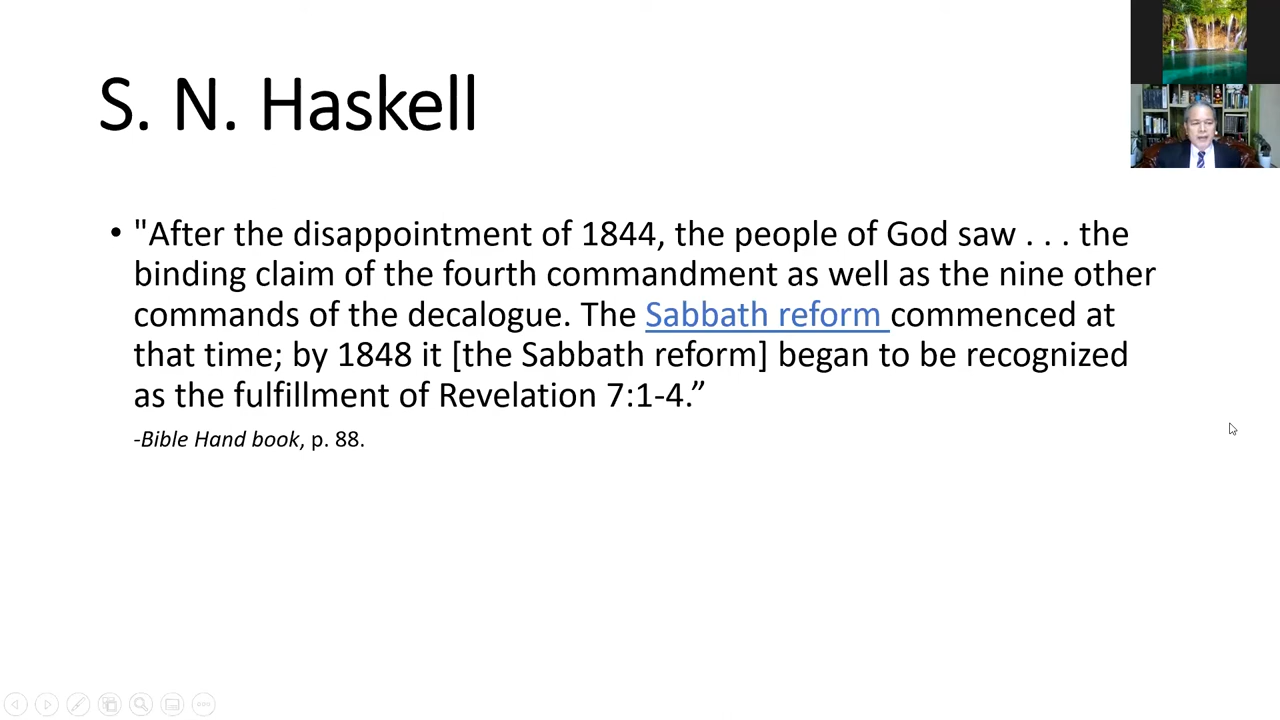 S. N. Haskell
• "After the disappointment of 1844, the people of God saw . . . the
binding claim of the fourth commandment as well as the nine other
commands of the decalogue. The Sabbath reform commenced at
that time; by 1848 it [the Sabbath reform] began to be recognized
as the fulfillment of Revelation 7:1-4.”
-Bible Hand book, p. 88.